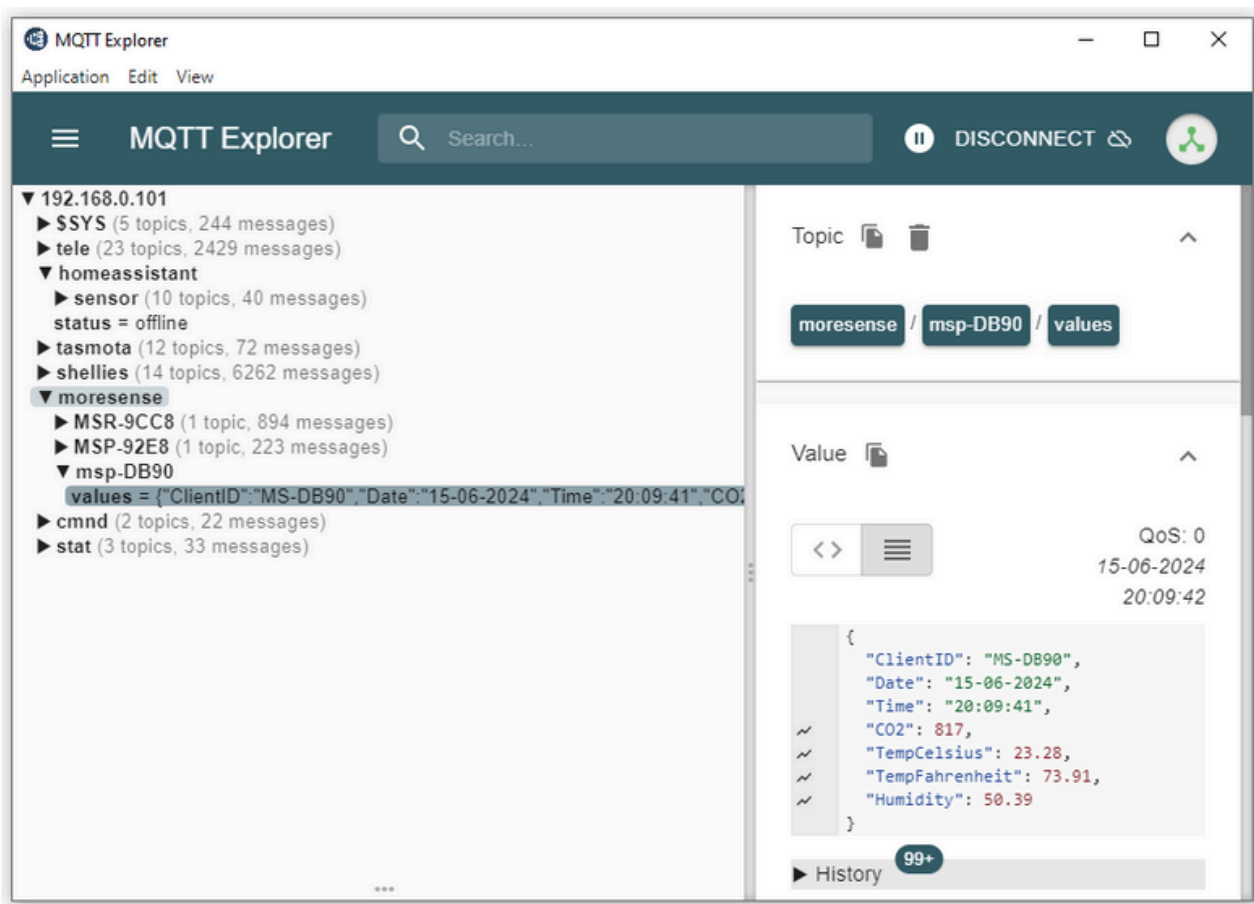 MQTT Explorer
Application Edit View
MQTT Explorer
Search...
DISCONNECT
▼ 192.168.0.101
▶ $SYS (5 topics, 244 messages)
▶ tele (23 topics, 2429 messages)
▼ homeassistant
▶ sensor (10 topics, 40 messages)
status = offline
▶ tasmota (12 topics, 72 messages)
▶ shellies (14 topics, 6262 messages)
▼ moresense
▶ MSR-9CC8 (1 topic, 894 messages)
▶ MSP-92E8 (1 topic, 223 messages)
▼ msp-DB90
values = {"ClientID":"MS-DB90","Date":"15-06-2024","Time":"20:09:41","CO2
▶ cmnd (2 topics, 22 messages)
▶ stat (3 topics, 33 messages)
Topic
moresense / msp-DB90 / values
Value
QoS: 0
15-06-2024
20:09:42
{
"ClientID": "MS-DB90",
"Date": "15-06-2024",
"Time": "20:09:41",
"CO2": 817,
"TempCelsius": 23.28,
"TempFahrenheit": 73.91,
"Humidity": 50.39
}
▶ History 99+